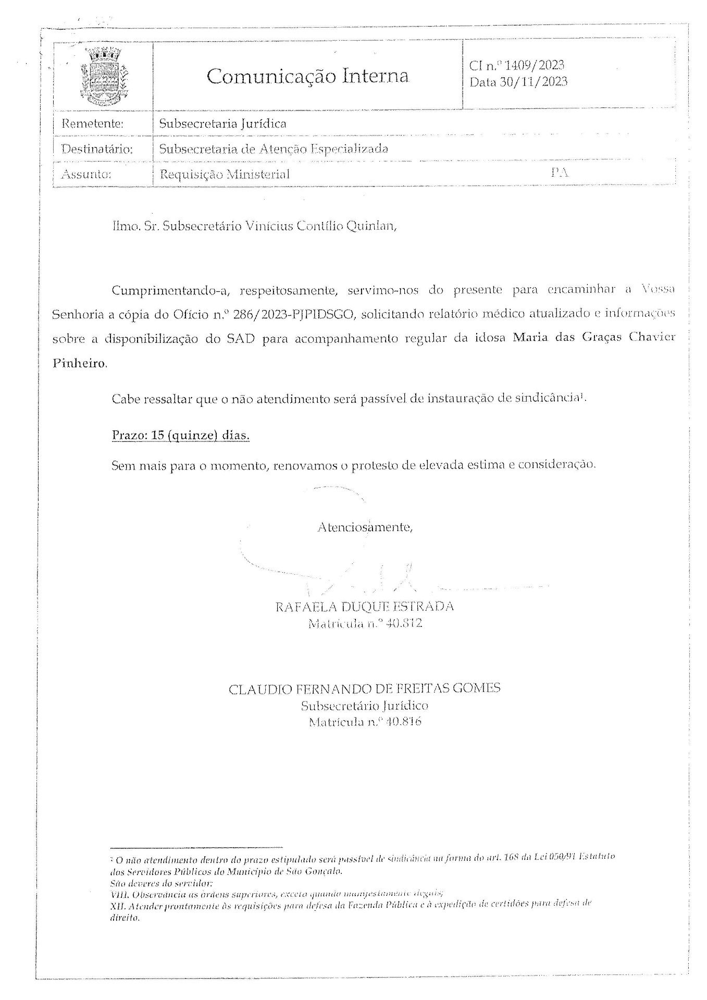 Comunicação Interna
CI n.º 1409/2023
Data 30/11/2023
Remetente: Subsecretaria Jurídica
Destinatário: Subsecretaria de Atenção Especializada
Assunto: Requisição Ministerial PA
Ilmo. Sr. Subsecretário Vinícius Contílio Quinlan,
Cumprimentando-a, respeitosamente, servimo-nos do presente para encaminhar a Vossa
Senhoria a cópia do Ofício n.º 286/2023-PJPIDSGO, solicitando relatório médico atualizado e informações
sobre a disponibilização do SAD para acompanhamento regular da idosa Maria das Graças Chavier
Pinheiro.
Cabe ressaltar que o não atendimento será passível de instauração de sindicância¹.
Prazo: 15 (quinze) dias.
Sem mais para o momento, renovamos o protesto de elevada estima e consideração.
Atenciosamente,
RAFAELA DUQUE ESTRADA
Matrícula n.º 40.812
CLAUDIO FERNANDO DE FREITAS GOMES
Subsecretário Jurídico
Matrícula n.º 40.816
¹ O não atendimento dentro do prazo estipulado será passível de sindicância na forma do art. 168 da Lei 050/91 Estatuto
dos Servidores Públicos do Município de São Gonçalo.
São deveres do servidor:
VIII. Observância as ordens superiores, exceto quando manifestamente ilegais;
XII. Atender prontamente às requisições para defesa da Fazenda Pública e à expedição de certidões para defesa de
direito.